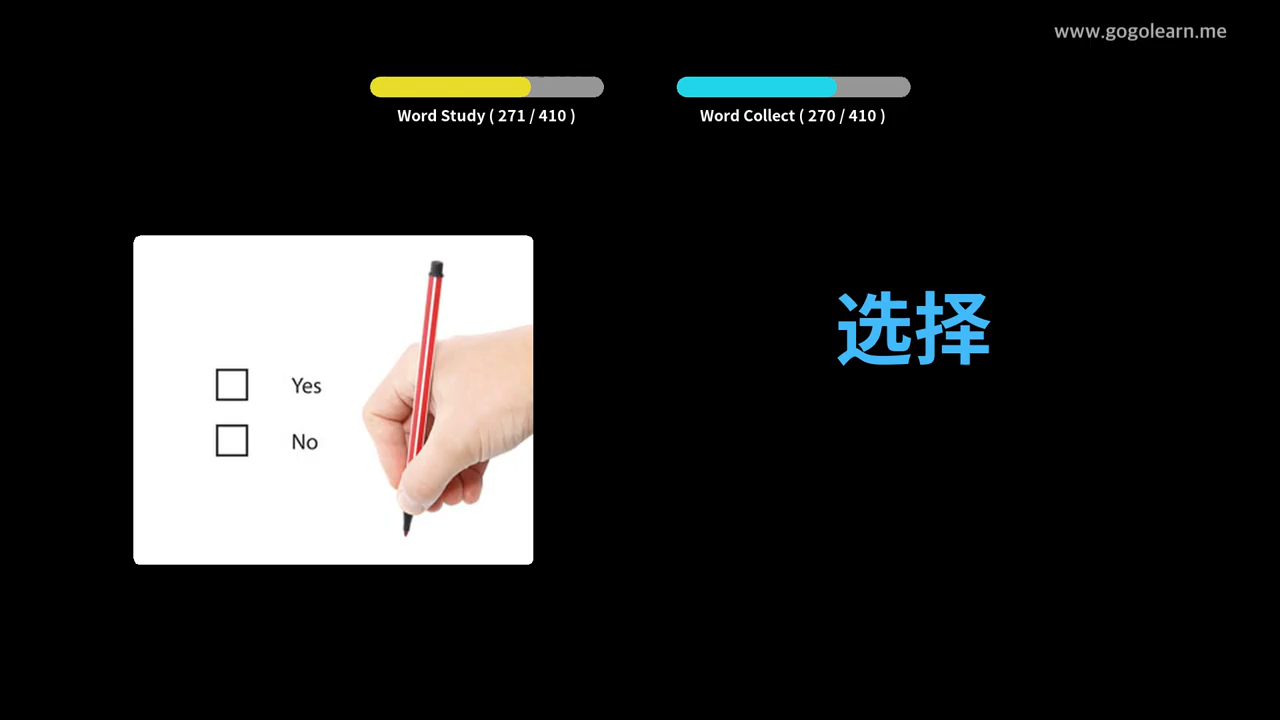 www.gogolearn.me
Word Study ( 271 / 410 )
Word Collect ( 270 / 410 )
选择
Yes
No